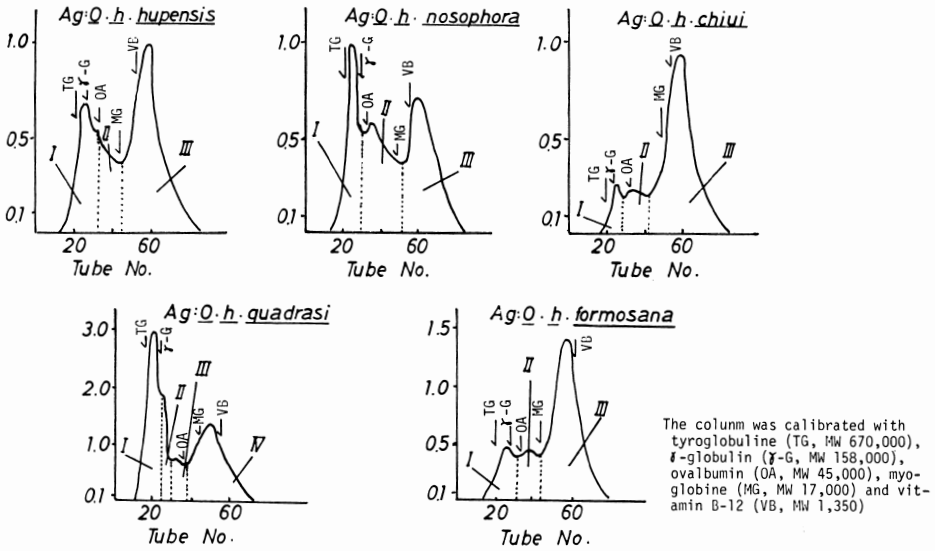 Ag:O.h. hupensis
1.0
0.5
0.1
TG
γ-G
OA
MG
VB
I
II
III
20 60
Tube No.
Ag:O.h. nosophora
1.0
0.5
0.1
TG
γ-G
OA
MG
VB
I
II
III
20 60
Tube No.
Ag:O.h. chiui
1.0
0.5
0.1
TG
γ-G
OA
MG
VB
I
II
III
20 60
Tube No.
Ag:O.h. quadrasi
3.0
2.0
1.0
0.1
TG
γ-G
OA
MG
VB
I
II
III
IV
20 60
Tube No.
Ag:O.h. formosana
1.5
1.0
0.5
0.1
TG
γ-G
OA
MG
VB
I
II
III
20 60
Tube No.
The colunm was calibrated with
tyroglobuline (TG, MW 670,000),
γ-globulin (γ-G, MW 158,000),
ovalbumin (OA, MW 45,000), myo-
globine (MG, MW 17,000) and vit-
amin B-12 (VB, MW 1,350)